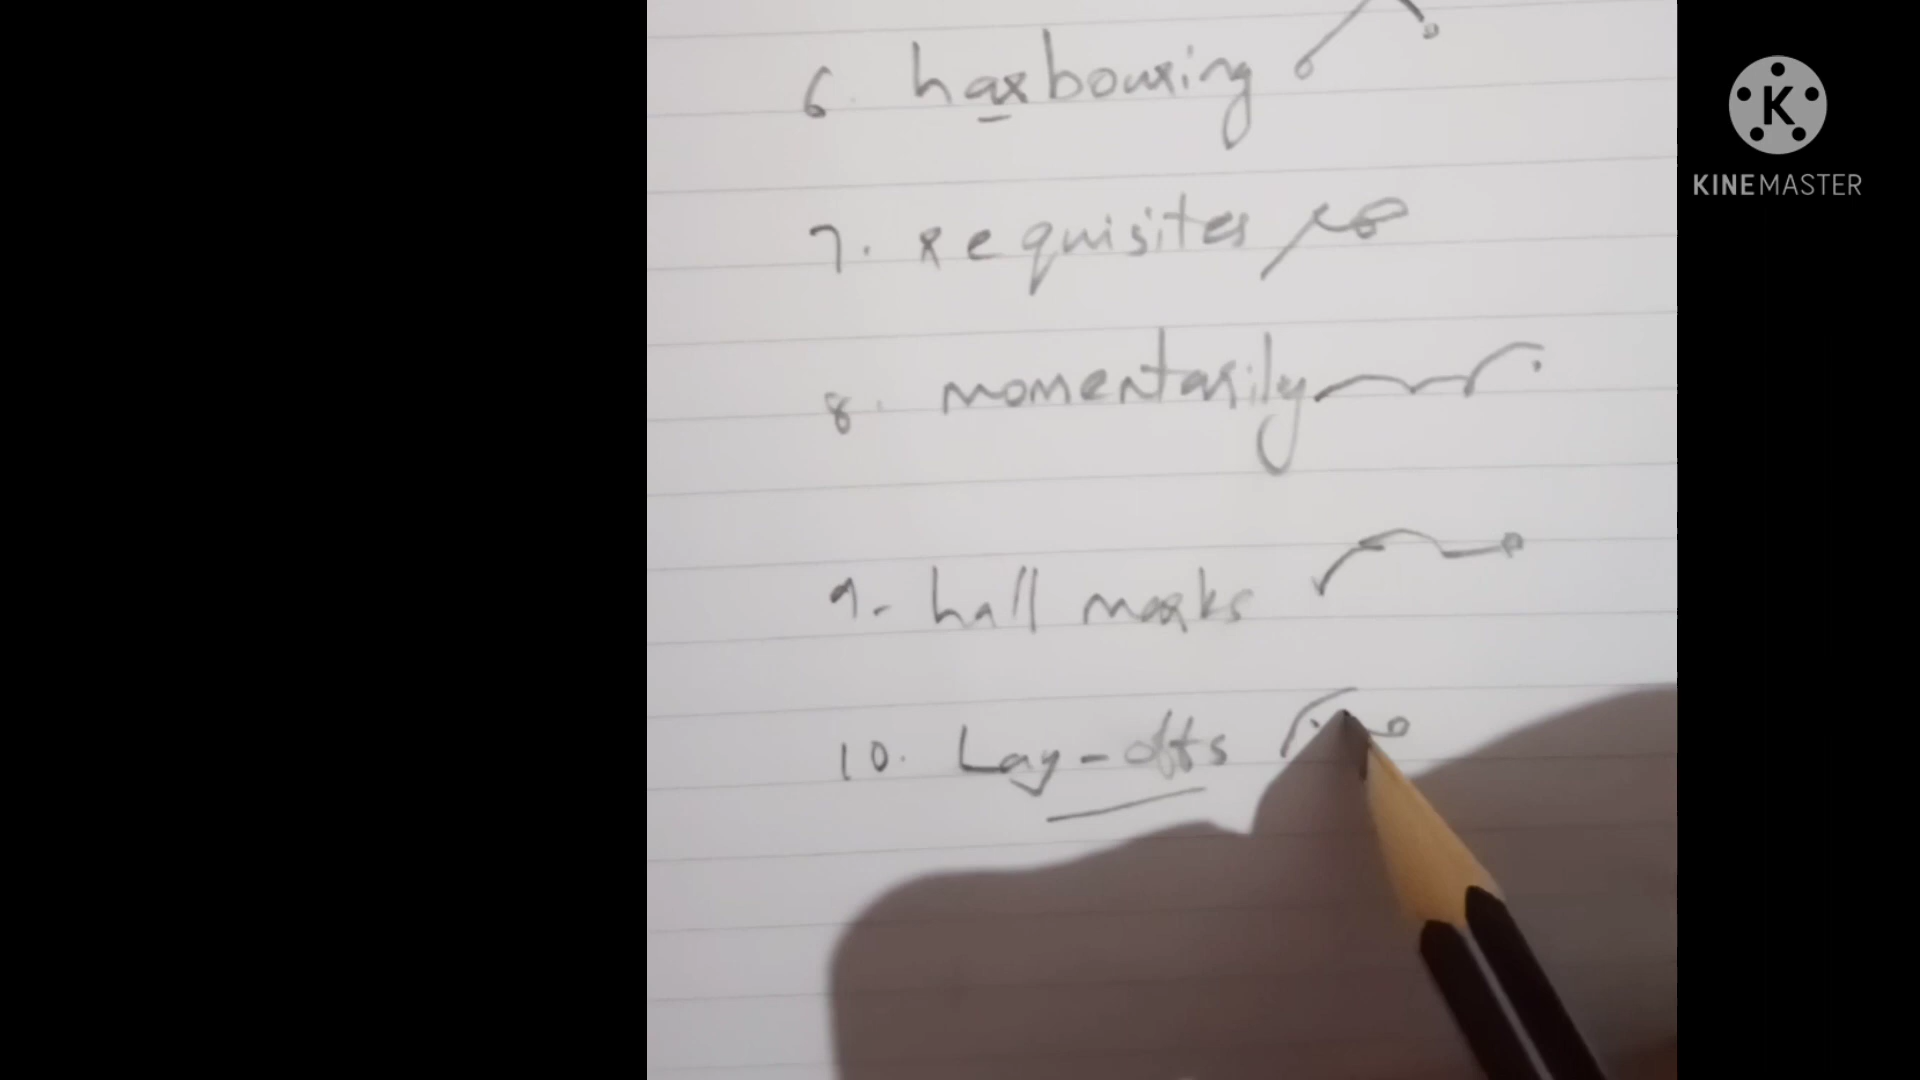 6. harbouring
7. requisites
8. momentarily
9- hall marks
10. Lay-offs
K
KINEMASTER